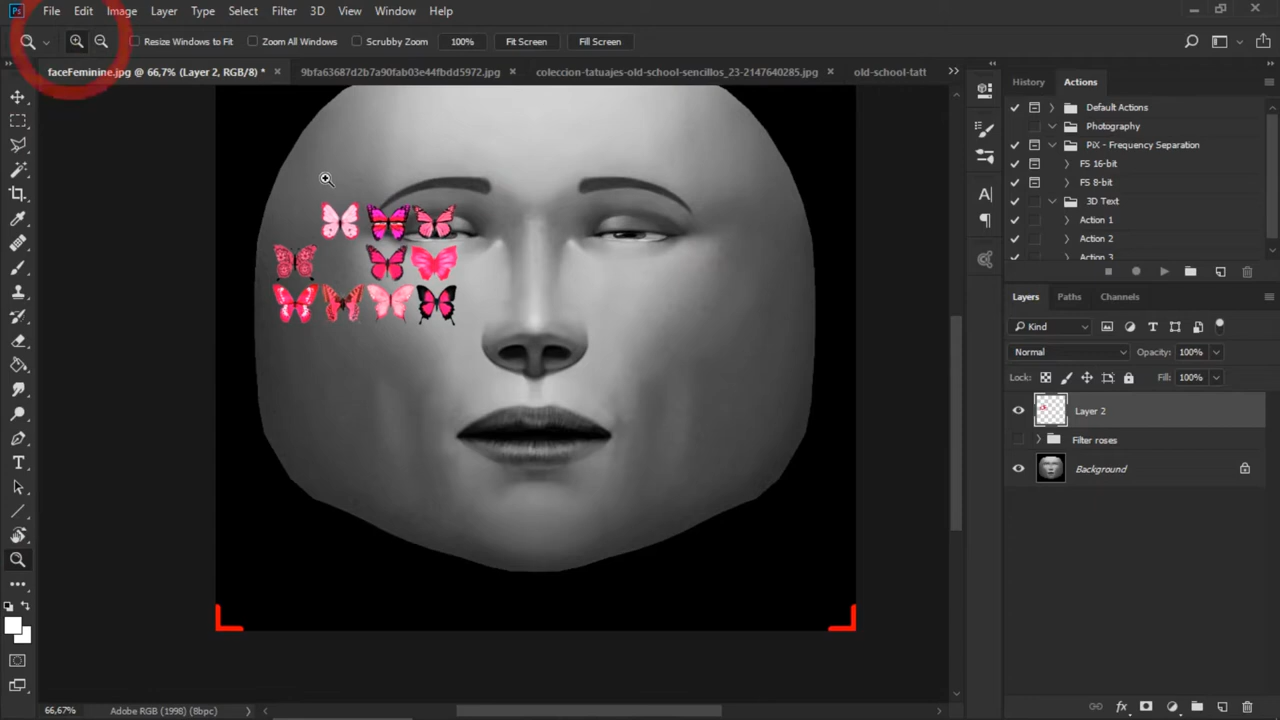 Ps File Edit Image Layer Type Select Filter 3D View Window Help
Resize Windows to Fit Zoom All Windows Scrubby Zoom 100% Fit Screen Fill Screen
faceFeminine.jpg @ 66,7% (Layer 2, RGB/8) * 9bfa63687d2b7a90fab03e44fbdd5972.jpg coleccion-tatuajes-old-school-sencillos_23-2147640285.jpg old-school-tatt
History Actions
Default Actions
Photography
PiX - Frequency Separation
FS 16-bit
FS 8-bit
3D Text
Action 1
Action 2
Action 3
Layers Paths Channels
Kind
Normal Opacity: 100%
Lock: Fill: 100%
Layer 2
Filter roses
Background
66,67% Adobe RGB (1998) (8bpc)